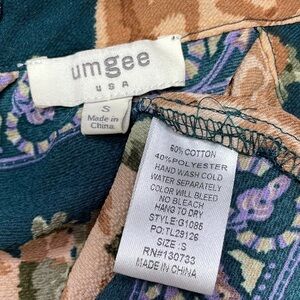 umgee
USA
S
Made in
China
60% COTTON
40% POLYESTER
HAND WASH COLD
WATER SEPARATELY
COLOR WILL BLEED
NO BLEACH
HANG TO DRY
STYLE:G1085
PO:TL29126
SIZE:S
RN#130733
MADE IN CHINA